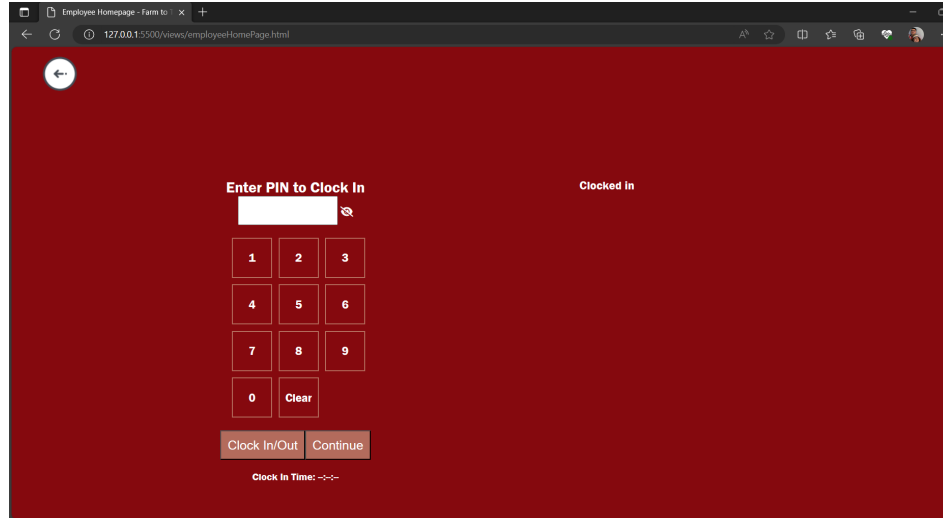 Employee Homepage - Farm to
127.0.0.1:5500/views/employeeHomePage.html
Enter PIN to Clock In
Clocked in
1 2 3
4 5 6
7 8 9
0 Clear
Clock In/Out Continue
Clock In Time: --:--:--